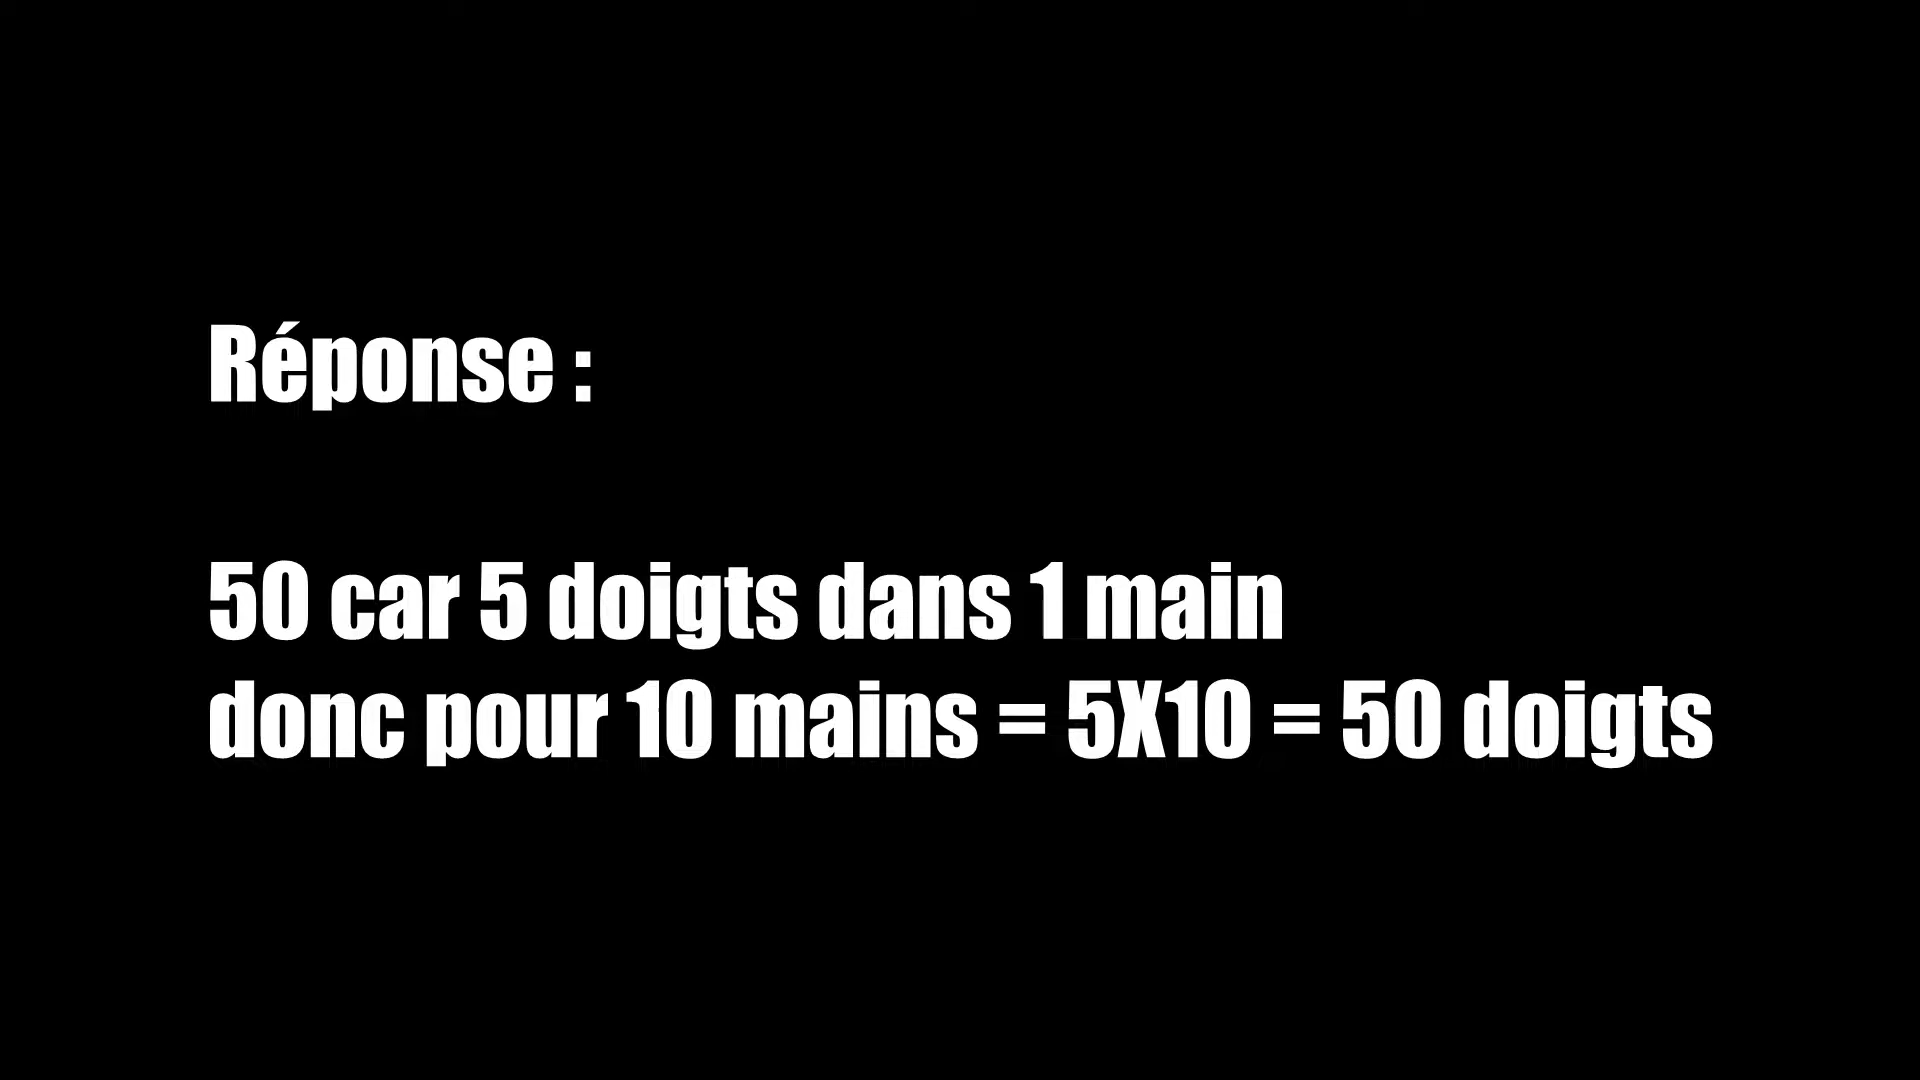 Réponse :
50 car 5 doigts dans 1 main
donc pour 10 mains = 5X10 = 50 doigts